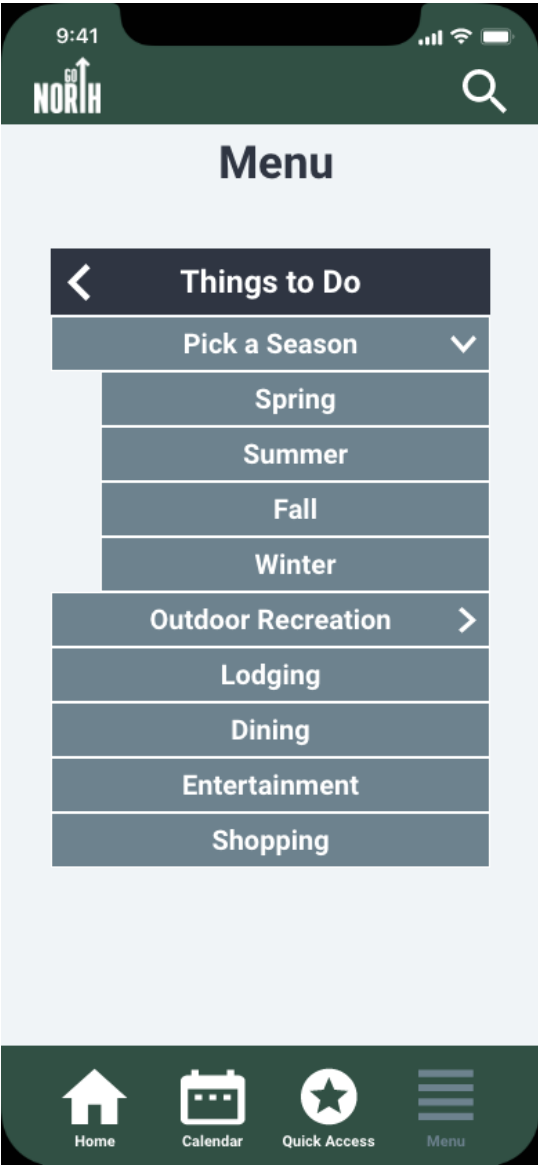 9:41
GO
NORTH
Menu
Things to Do
Pick a Season
Spring
Summer
Fall
Winter
Outdoor Recreation
Lodging
Dining
Entertainment
Shopping
Home
Calendar
Quick Access
Menu